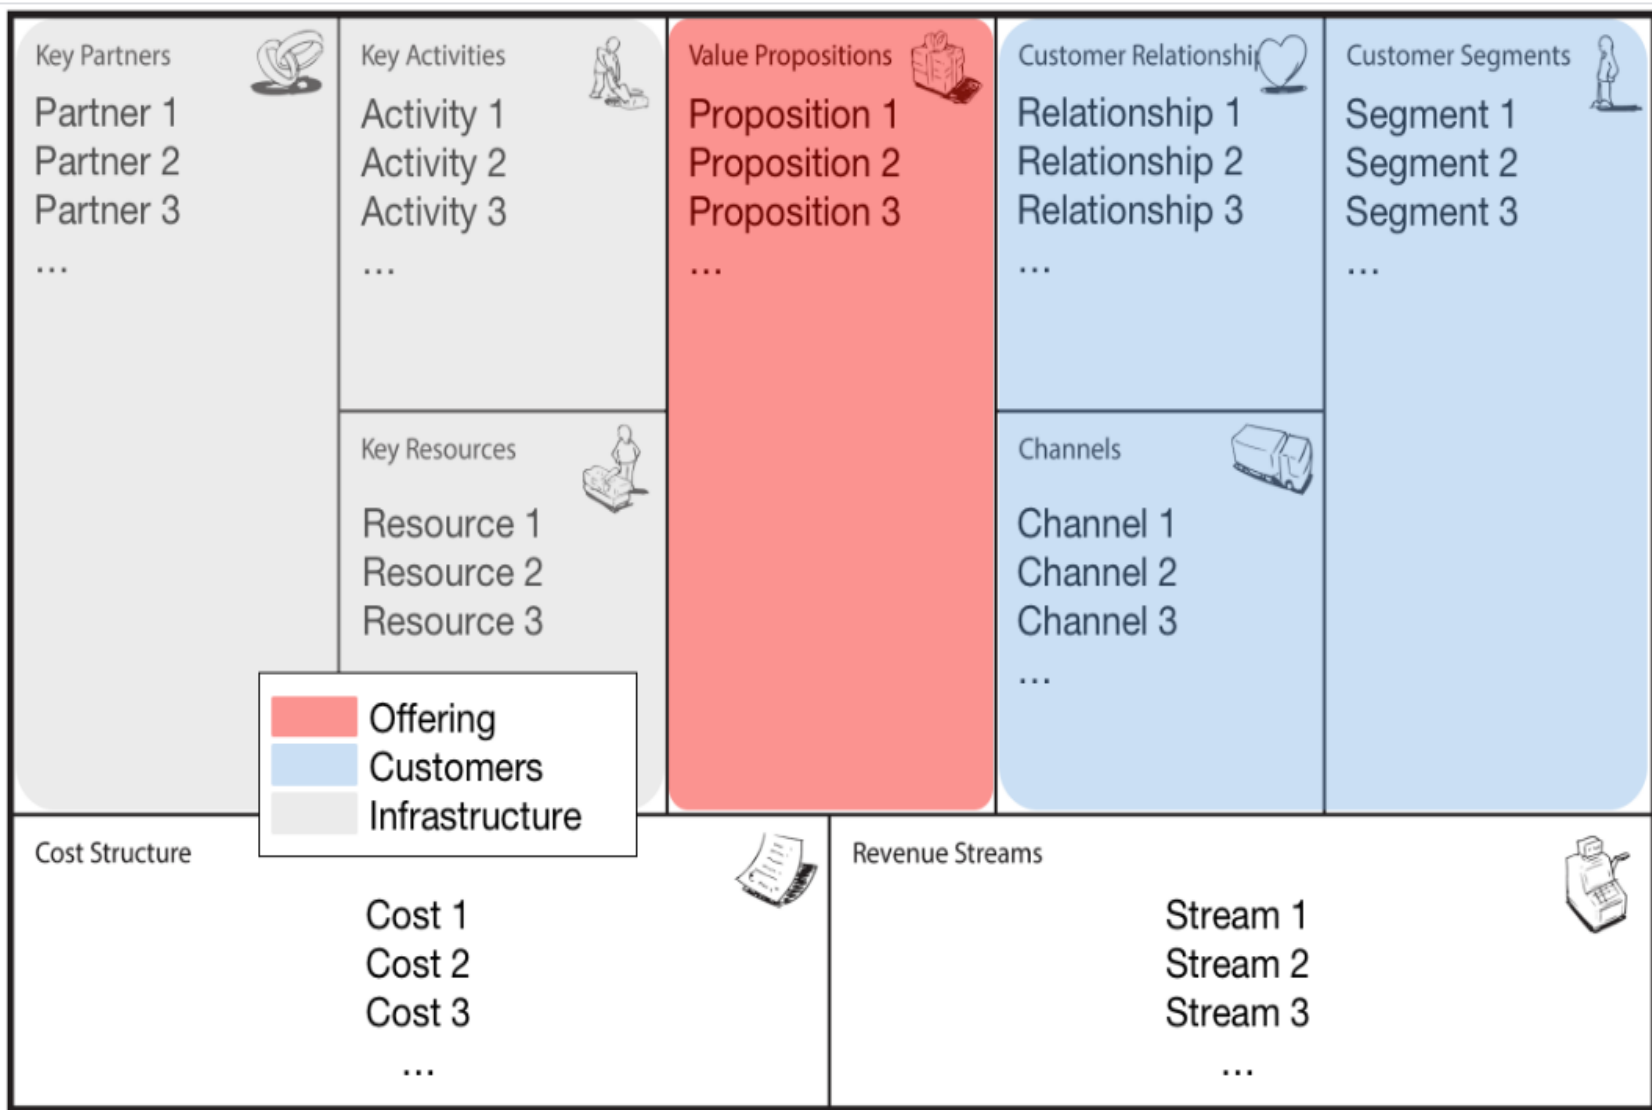 Key Partners
Partner 1
Partner 2
Partner 3
...
Key Activities
Activity 1
Activity 2
Activity 3
...
Key Resources
Resource 1
Resource 2
Resource 3
Value Propositions
Proposition 1
Proposition 2
Proposition 3
...
Customer Relationship
Relationship 1
Relationship 2
Relationship 3
...
Channels
Channel 1
Channel 2
Channel 3
...
Customer Segments
Segment 1
Segment 2
Segment 3
...
Offering
Customers
Infrastructure
Cost Structure
Cost 1
Cost 2
Cost 3
...
Revenue Streams
Stream 1
Stream 2
Stream 3
...